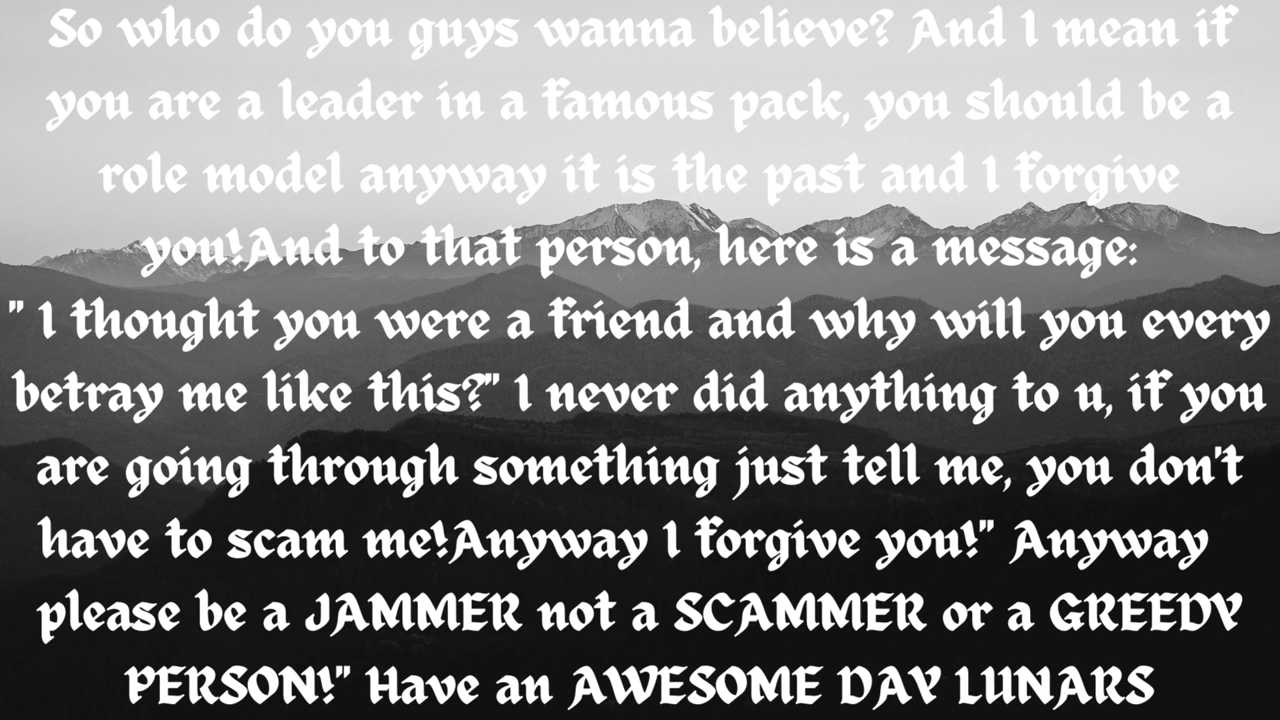 So who do you guys wanna believe? And I mean if
you are a leader in a famous pack, you should be a
role model anyway it is the past and I forgive
you!And to that person, here is a message:
" I thought you were a friend and why will you every
betray me like this?" I never did anything to u, if you
are going through something just tell me, you don't
have to scam me!Anyway I forgive you!" Anyway
please be a JAMMER not a SCAMMER or a GREEDY
PERSON!" Have an AWESOME DAY LUNARS